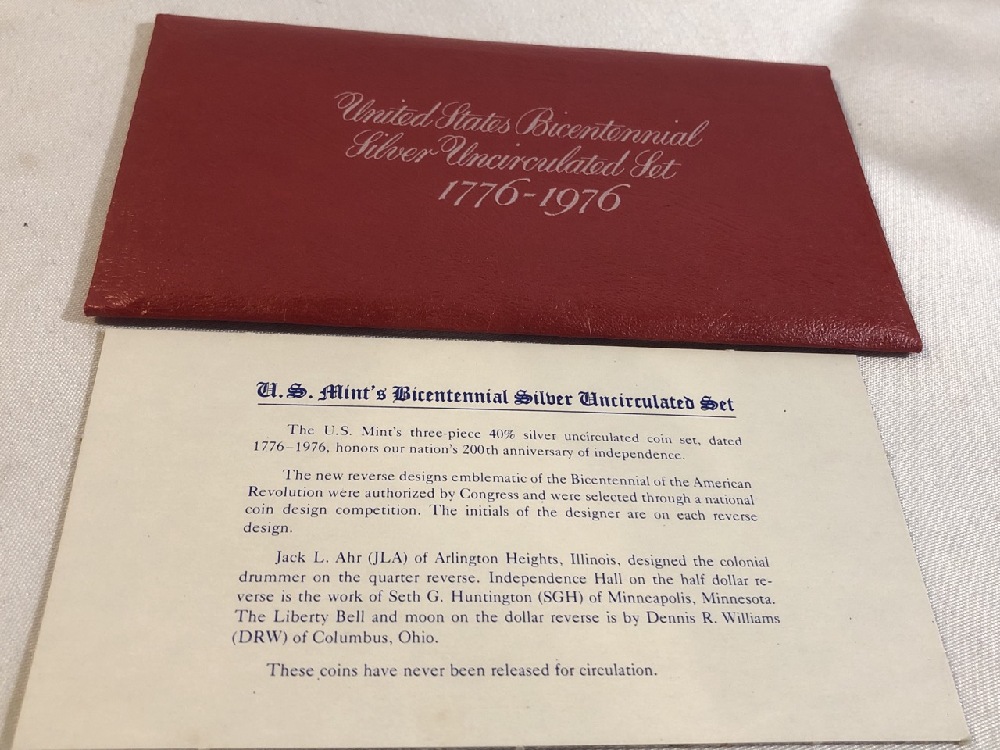 United States Bicentennial
Silver Uncirculated Set
1776-1976
U.S. Mint's Bicentennial Silver Uncirculated Set
The U.S. Mint's three-piece 40% silver uncirculated coin set, dated
1776-1976, honors our nation's 200th anniversary of independence.
The new reverse designs emblematic of the Bicentennial of the American
Revolution were authorized by Congress and were selected through a national
coin design competition. The initials of the designer are on each reverse
design.
Jack L. Ahr (JLA) of Arlington Heights, Illinois, designed the colonial
drummer on the quarter reverse. Independence Hall on the half dollar re-
verse is the work of Seth G. Huntington (SGH) of Minneapolis, Minnesota.
The Liberty Bell and moon on the dollar reverse is by Dennis R. Williams
(DRW) of Columbus, Ohio.
These coins have never been released for circulation.